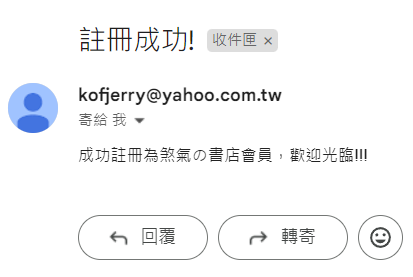 註冊成功! 收件匣 ×
kofjerry@yahoo.com.tw
寄給 我
成功註冊為煞氣の書店會員，歡迎光臨!!!
回覆 轉寄